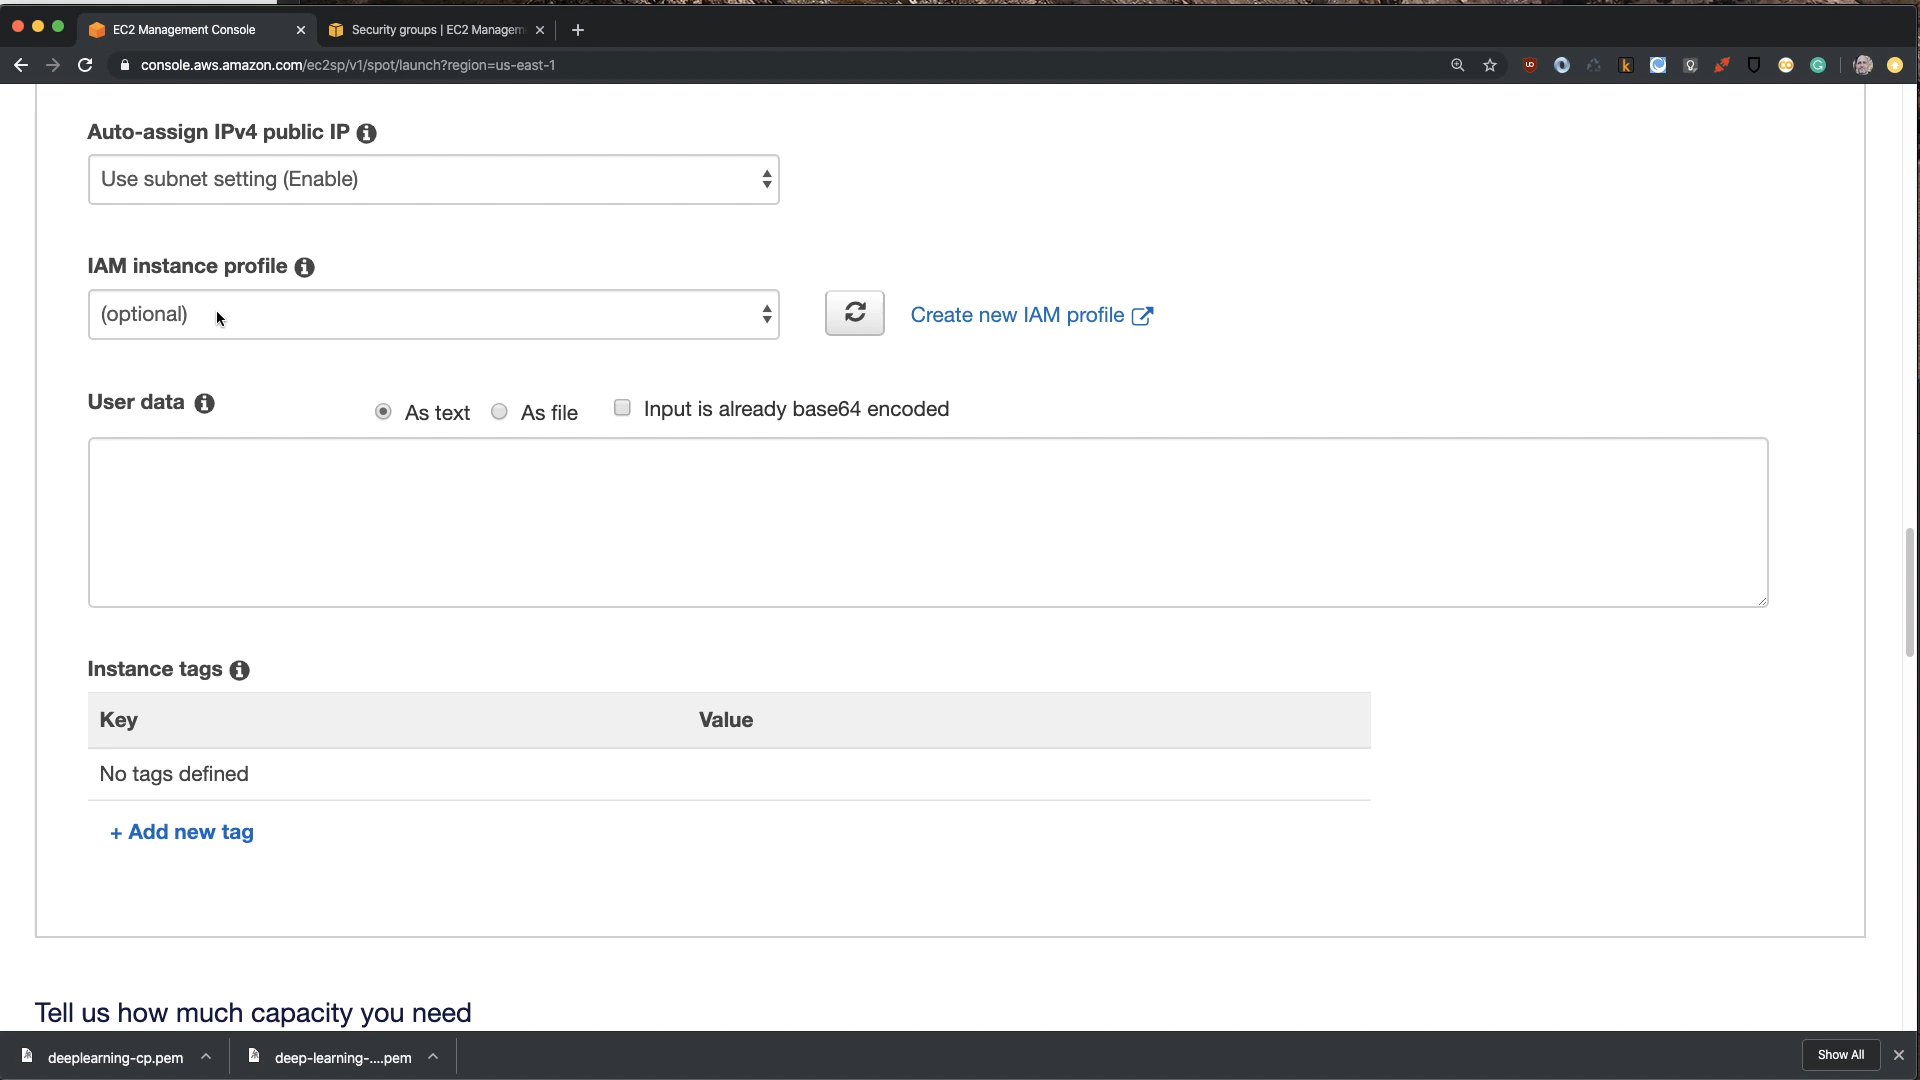 EC2 Management Console
Security groups | EC2 Managem
console.aws.amazon.com/ec2sp/v1/spot/launch?region=us-east-1
Auto-assign IPv4 public IP
Use subnet setting (Enable)
IAM instance profile
(optional)
Create new IAM profile
User data
As text
As file
Input is already base64 encoded
Instance tags
Key Value
No tags defined
+ Add new tag
Tell us how much capacity you need
deeplearning-cp.pem
deep-learning-....pem
Show All